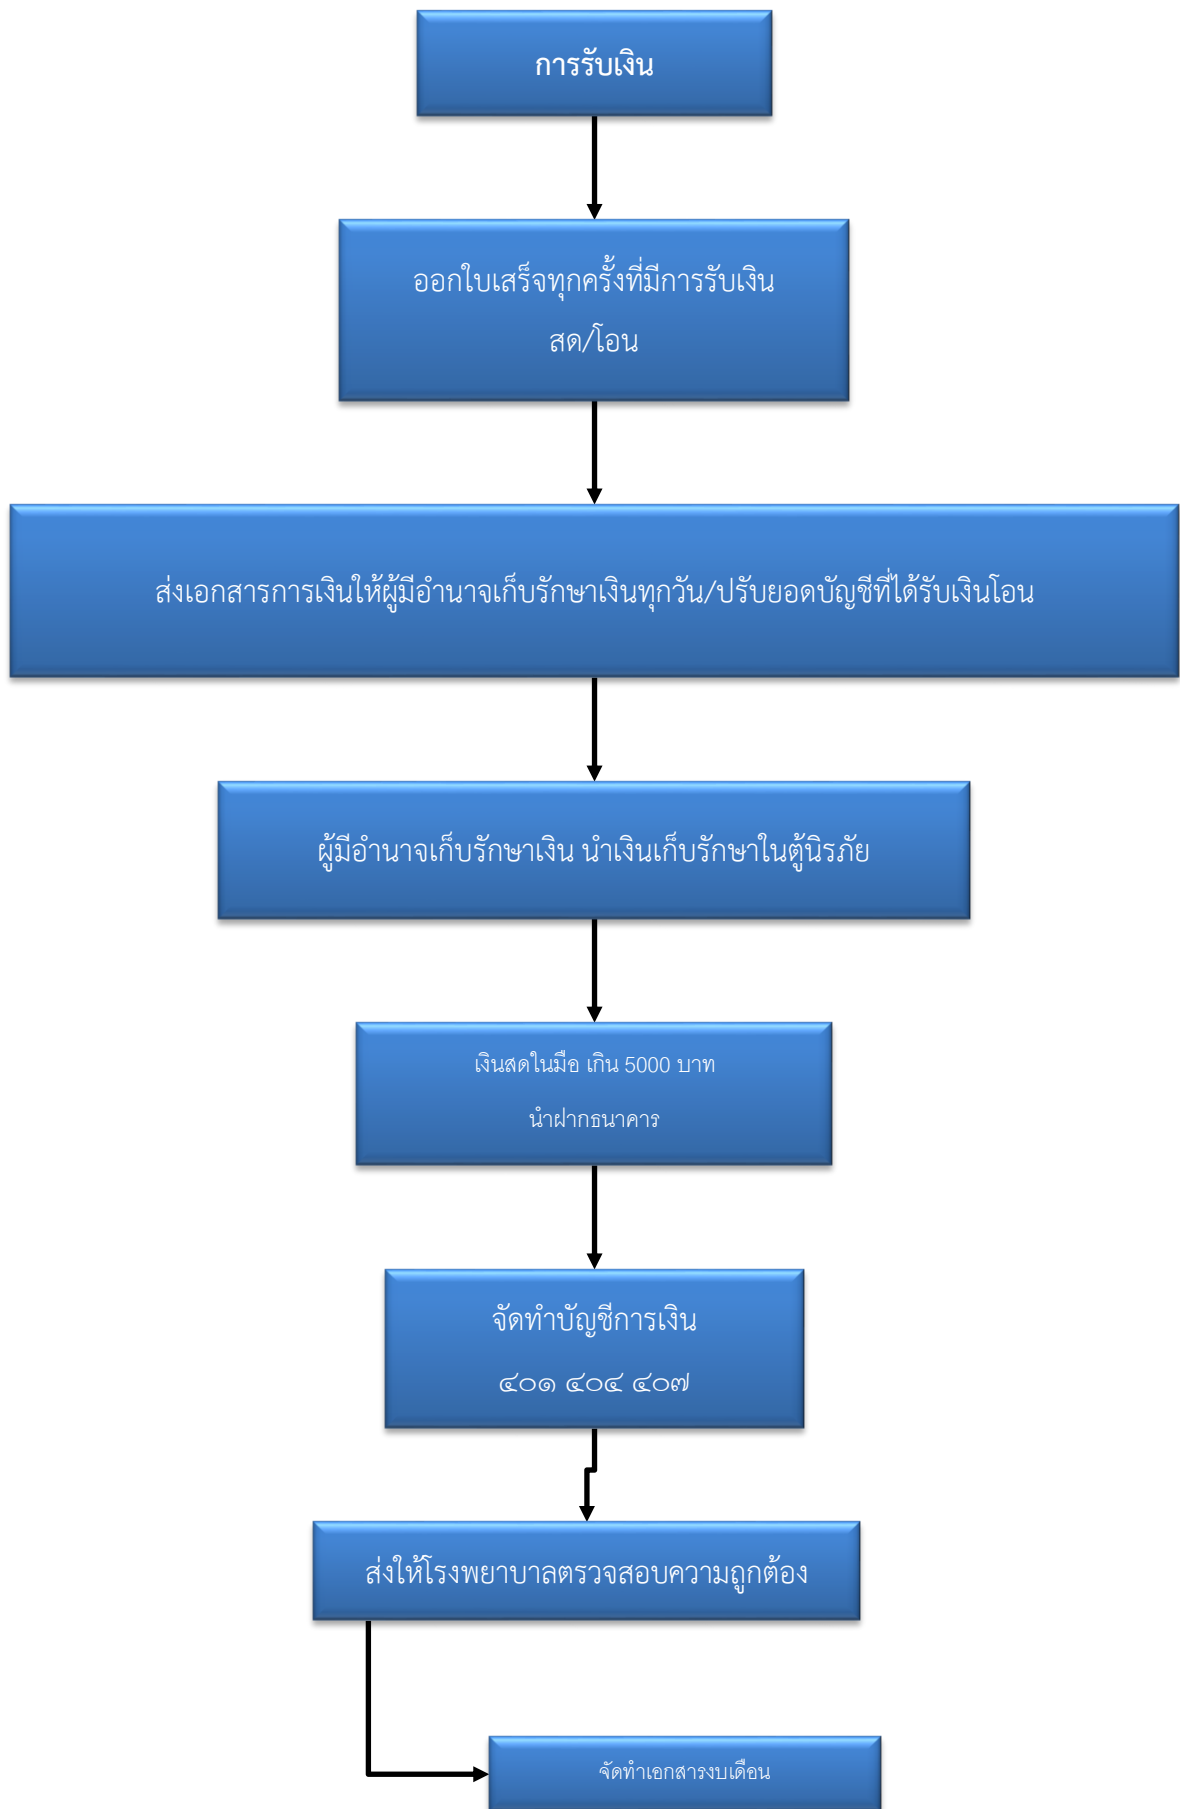 การรับเงิน
ออกใบเสร็จทุกครั้งที่มีการรับเงิน
สด/โอน
ส่งเอกสารการเงินให้ผู้มีอำนาจเก็บรักษาเงินทุกวัน/ปรับยอดบัญชีที่ได้รับเงินโอน
ผู้มีอำนาจเก็บรักษาเงิน นำเงินเก็บรักษาในตู้นิรภัย
เงินสดในมือ เกิน 5000 บาท
นำฝากธนาคาร
จัดทำบัญชีการเงิน
๔๐๑ ๔๐๔ ๔๐๗
ส่งให้โรงพยาบาลตรวจสอบความถูกต้อง
จัดทำเอกสารงบเดือน